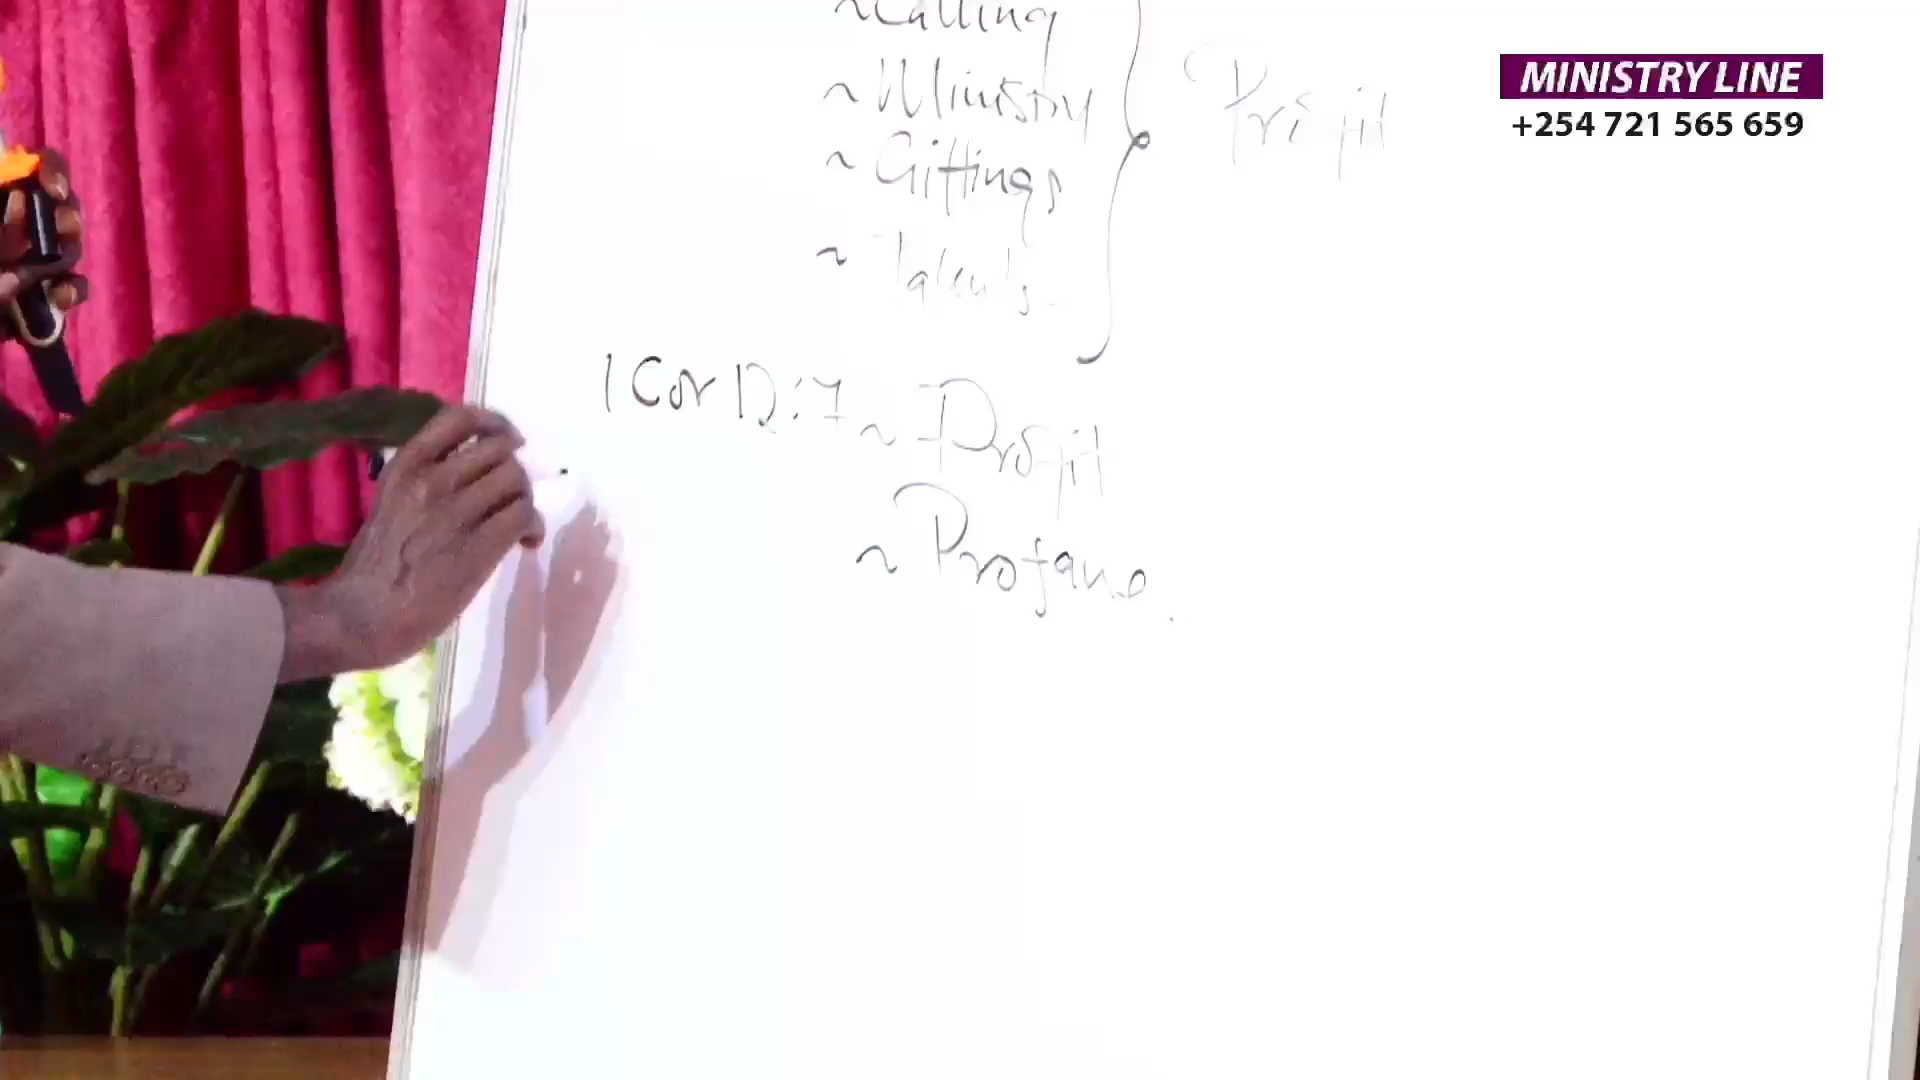 ~Calling
~ Ministry
~ Giftings
~ Talents
Profit
1 Cor 12:7 ~ Profit
~ Profane.
MINISTRY LINE
+254 721 565 659